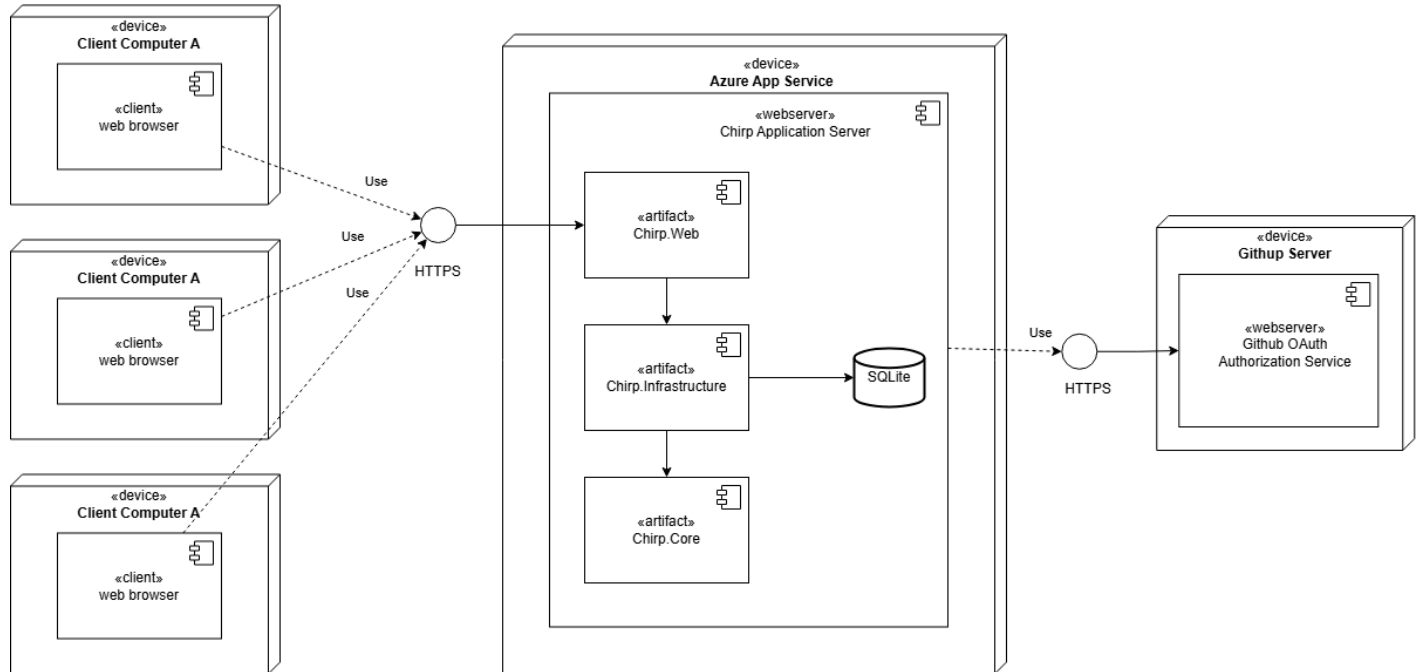 «device»
Client Computer A
«client»
web browser
«device»
Client Computer A
«client»
web browser
«device»
Client Computer A
«client»
web browser
Use
Use
Use
HTTPS
«device»
Azure App Service
«webserver»
Chirp Application Server
«artifact»
Chirp.Web
«artifact»
Chirp.Infrastructure
SQLite
«artifact»
Chirp.Core
Use
HTTPS
«device»
Githup Server
«webserver»
Github OAuth
Authorization Service